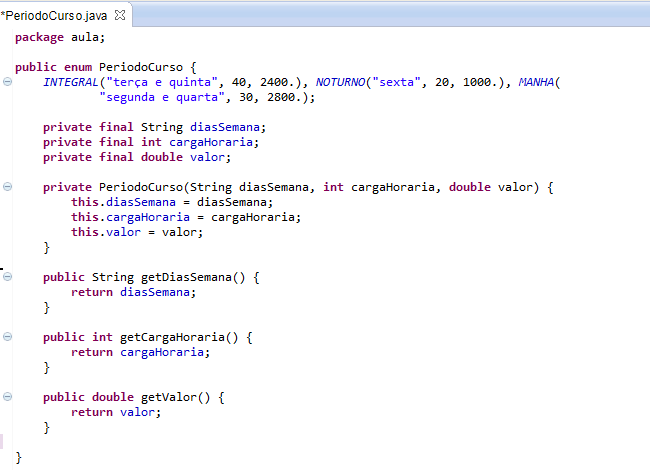 *PeriodoCurso.java
package aula;
public enum PeriodoCurso {
INTEGRAL("terça e quinta", 40, 2400.), NOTURNO("sexta", 20, 1000.), MANHA(
"segunda e quarta", 30, 2800.);
private final String diasSemana;
private final int cargaHoraria;
private final double valor;
private PeriodoCurso(String diasSemana, int cargaHoraria, double valor) {
this.diasSemana = diasSemana;
this.cargaHoraria = cargaHoraria;
this.valor = valor;
}
public String getDiasSemana() {
return diasSemana;
}
public int getCargaHoraria() {
return cargaHoraria;
}
public double getValor() {
return valor;
}
}